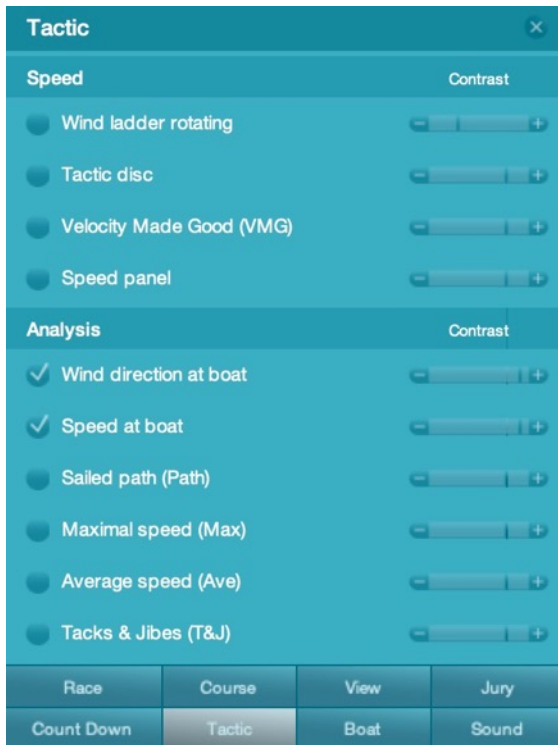 Tactic
Speed Contrast
Wind ladder rotating
Tactic disc
Velocity Made Good (VMG)
Speed panel
Analysis Contrast
Wind direction at boat
Speed at boat
Sailed path (Path)
Maximal speed (Max)
Average speed (Ave)
Tacks & Jibes (T&J)
Race Course View Jury
Count Down Tactic Boat Sound